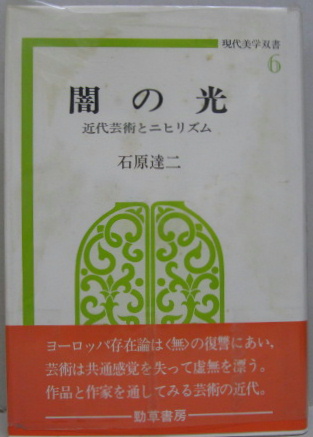 現代美学双書
6
闇の光
近代芸術とニヒリズム
石原達二
ヨーロッパ存在論は〈無〉の復讐にあい、
芸術は共通感覚を失って虚無を漂う。
作品と作家を通してみる芸術の近代。
勁草書房